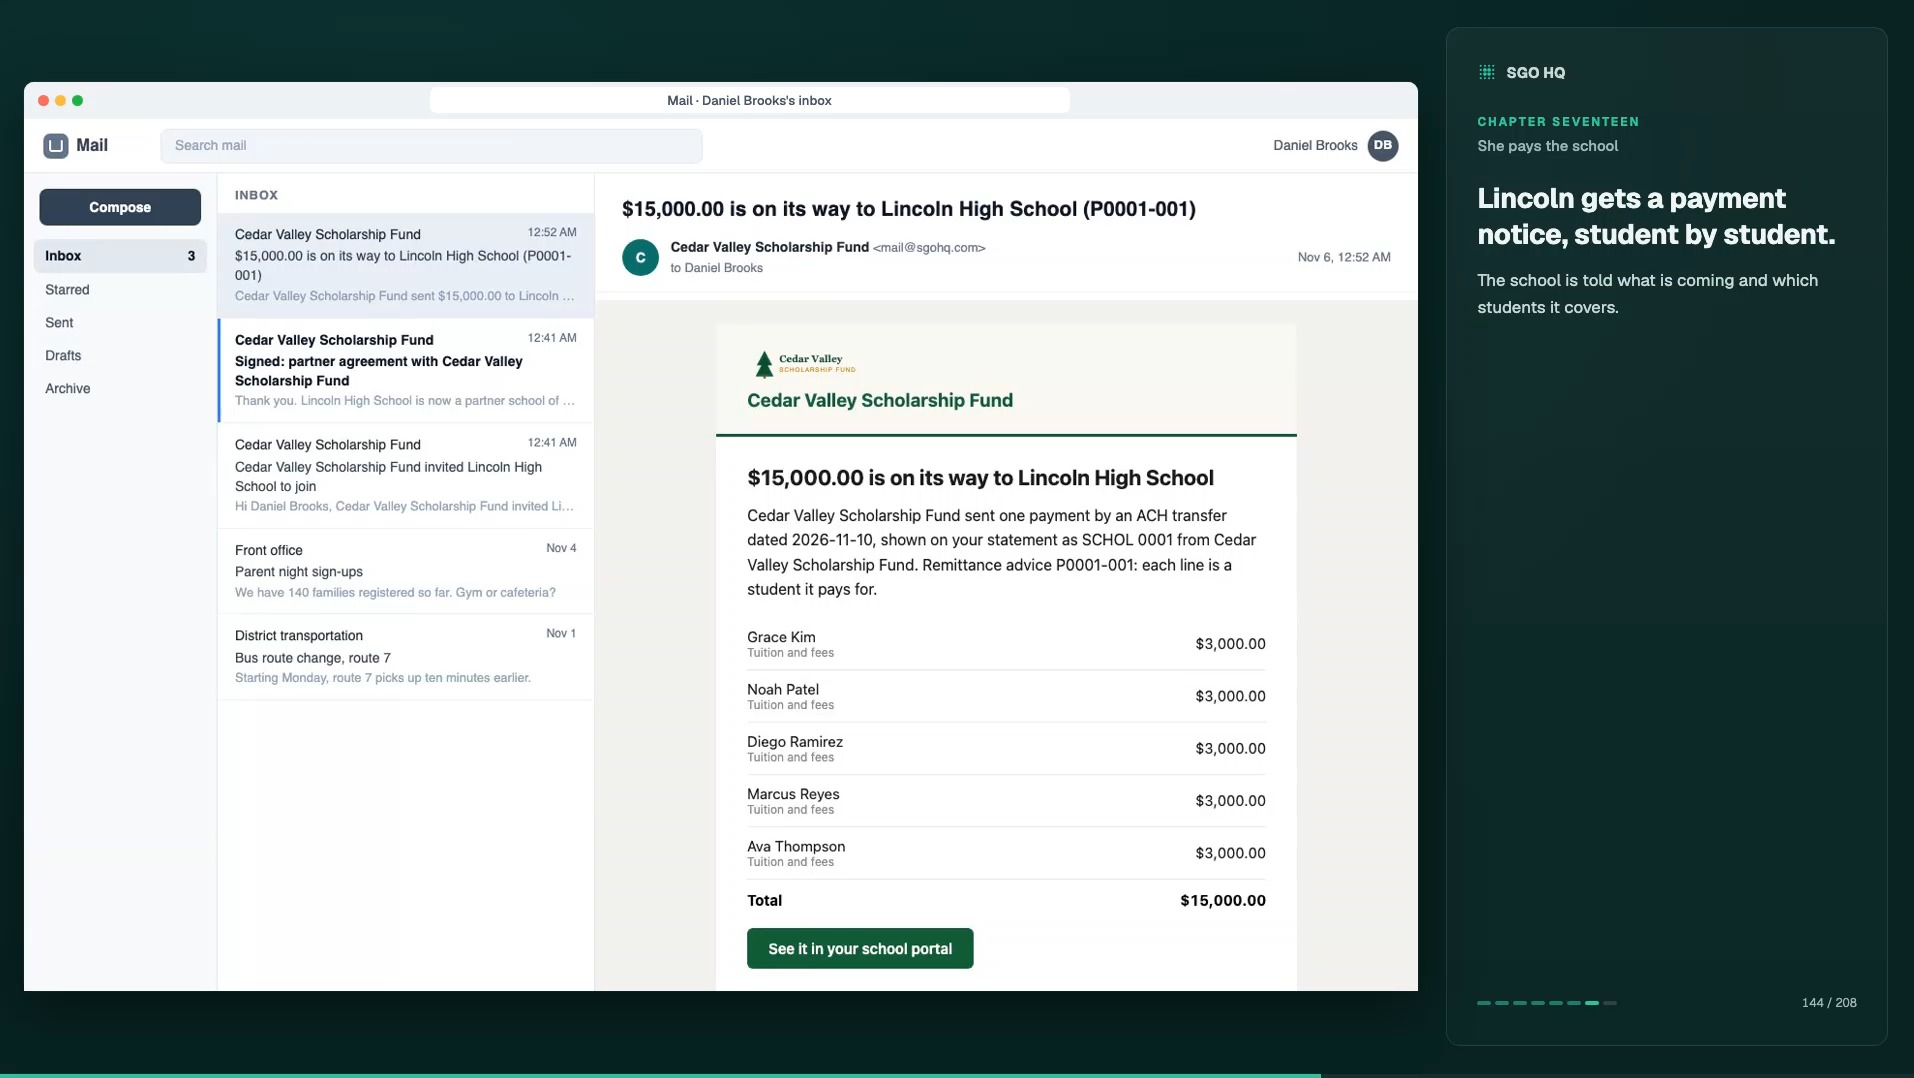 Mail · Daniel Brooks's inbox
Mail
Search mail
Daniel Brooks
DB
Compose
Inbox 3
Starred
Sent
Drafts
Archive
INBOX
Cedar Valley Scholarship Fund 12:52 AM
$15,000.00 is on its way to Lincoln High School (P0001-
001)
Cedar Valley Scholarship Fund sent $15,000.00 to Lincoln ...
Cedar Valley Scholarship Fund 12:41 AM
Signed: partner agreement with Cedar Valley
Scholarship Fund
Thank you. Lincoln High School is now a partner school of ...
Cedar Valley Scholarship Fund 12:41 AM
Cedar Valley Scholarship Fund invited Lincoln High
School to join
Hi Daniel Brooks, Cedar Valley Scholarship Fund invited Li...
Front office Nov 4
Parent night sign-ups
We have 140 families registered so far. Gym or cafeteria?
District transportation Nov 1
Bus route change, route 7
Starting Monday, route 7 picks up ten minutes earlier.
$15,000.00 is on its way to Lincoln High School (P0001-001)
C
Cedar Valley Scholarship Fund <mail@sgohq.com>
to Daniel Brooks
Nov 6, 12:52 AM
Cedar Valley
SCHOLARSHIP FUND
Cedar Valley Scholarship Fund
$15,000.00 is on its way to Lincoln High School
Cedar Valley Scholarship Fund sent one payment by an ACH transfer
dated 2026-11-10, shown on your statement as SCHOL 0001 from Cedar
Valley Scholarship Fund. Remittance advice P0001-001: each line is a
student it pays for.
Grace Kim $3,000.00
Tuition and fees
Noah Patel $3,000.00
Tuition and fees
Diego Ramirez $3,000.00
Tuition and fees
Marcus Reyes $3,000.00
Tuition and fees
Ava Thompson $3,000.00
Tuition and fees
Total $15,000.00
See it in your school portal
SGO HQ
CHAPTER SEVENTEEN
She pays the school
Lincoln gets a payment
notice, student by student.
The school is told what is coming and which
students it covers.
144 / 208